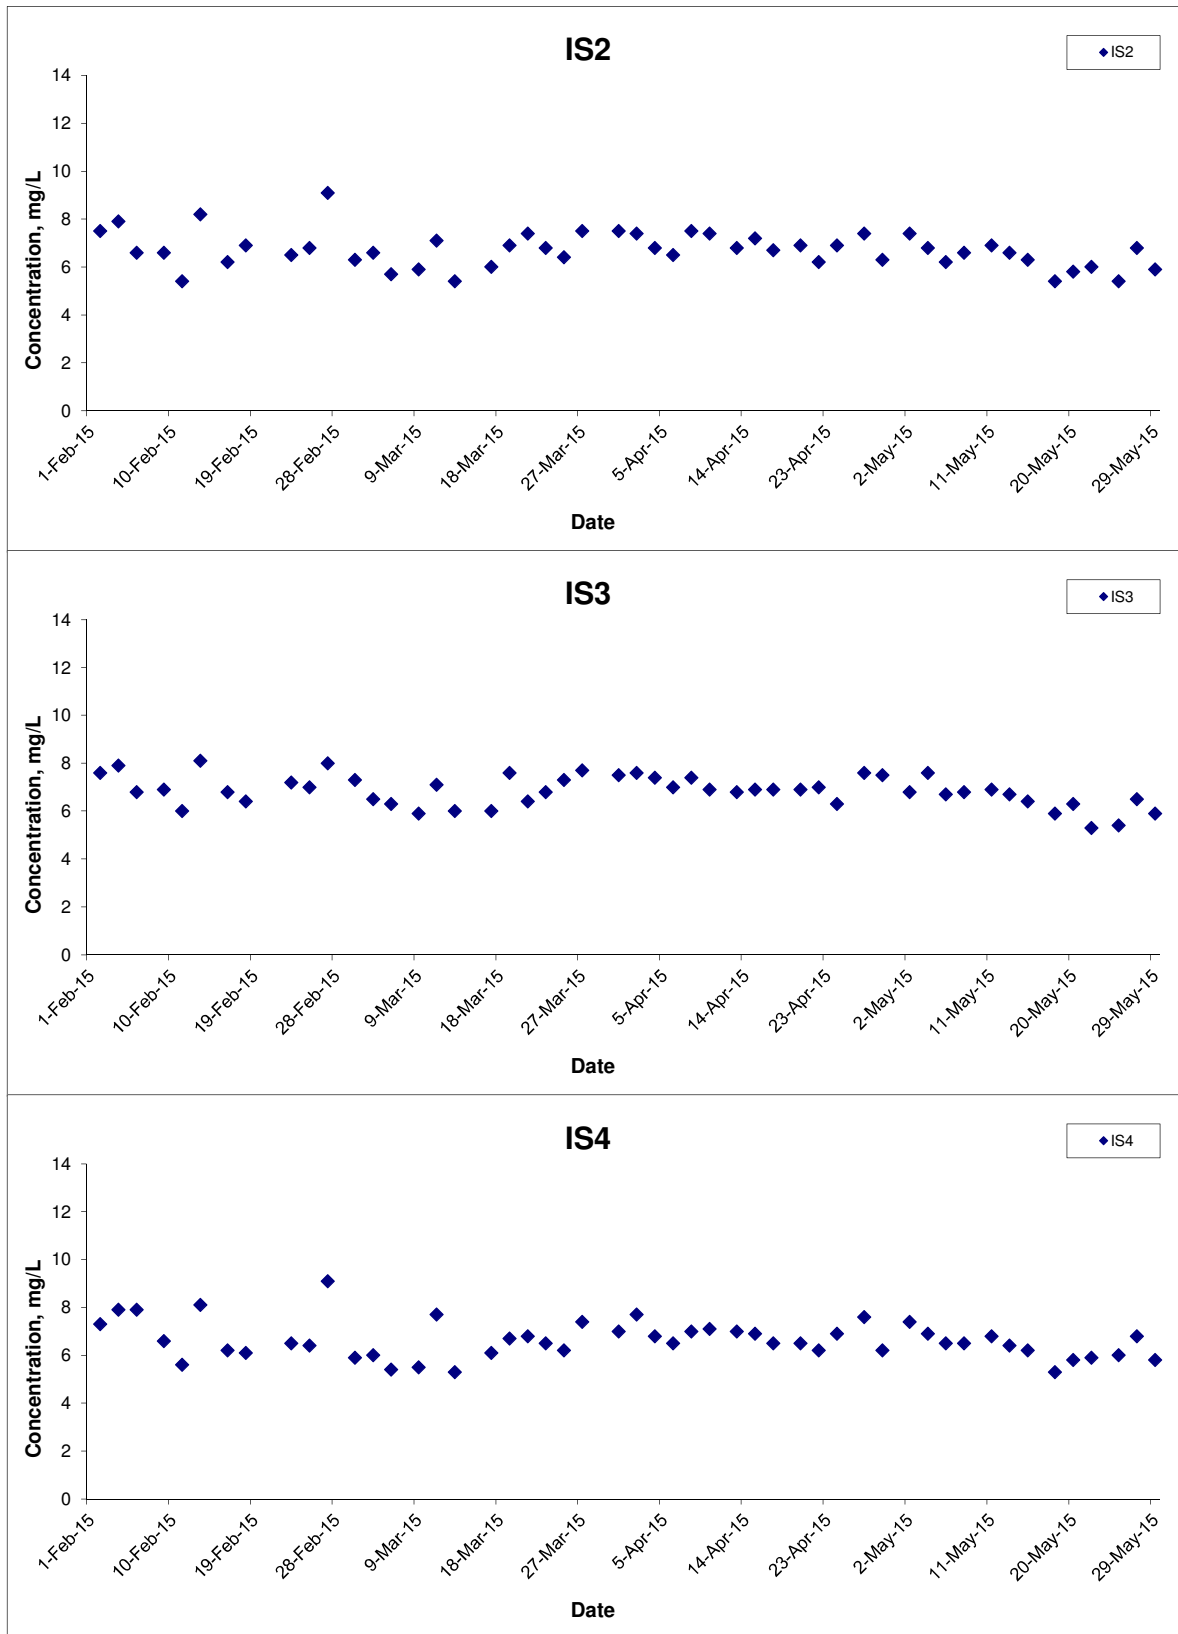 IS2
IS2
Concentration, mg/L
14
12
10
8
6
4
2
0
1-Feb-15
10-Feb-15
19-Feb-15
28-Feb-15
9-Mar-15
18-Mar-15
27-Mar-15
5-Apr-15
14-Apr-15
23-Apr-15
2-May-15
11-May-15
20-May-15
29-May-15
Date
IS3
IS3
Concentration, mg/L
14
12
10
8
6
4
2
0
1-Feb-15
10-Feb-15
19-Feb-15
28-Feb-15
9-Mar-15
18-Mar-15
27-Mar-15
5-Apr-15
14-Apr-15
23-Apr-15
2-May-15
11-May-15
20-May-15
29-May-15
Date
IS4
IS4
Concentration, mg/L
14
12
10
8
6
4
2
0
1-Feb-15
10-Feb-15
19-Feb-15
28-Feb-15
9-Mar-15
18-Mar-15
27-Mar-15
5-Apr-15
14-Apr-15
23-Apr-15
2-May-15
11-May-15
20-May-15
29-May-15
Date